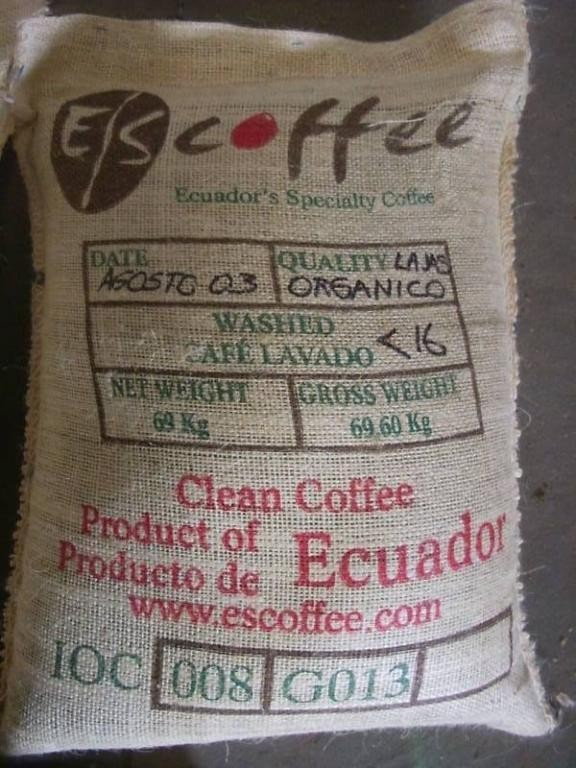 E/S coffee
Ecuador's Specialty Coffee
DATE
AGOSTO 03
QUALITY LAJAS
ORGANICO
WASHED
CAFÉ LAVADO <16
NET WEIGHT
69 Kg
GROSS WEIGHT
69.60 Kg
Clean Coffee
Product of
Producto de
Ecuador
www.escoffee.com
IOC 008 G013